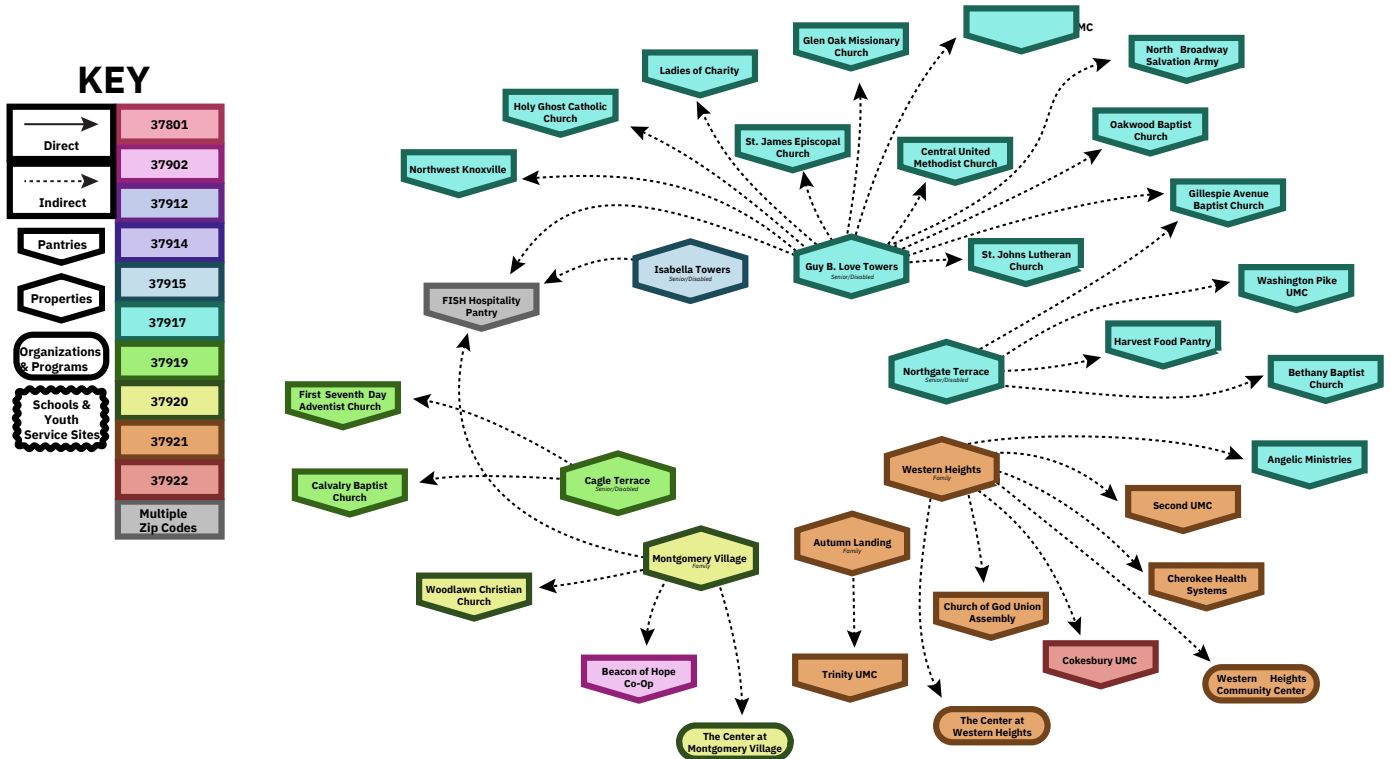 KEY
Direct
Indirect
Pantries
Properties
Organizations
& Programs
Schools &
Youth
Service Sites
37801
37902
37912
37914
37915
37917
37919
37920
37921
37922
Multiple
Zip Codes
MC
Glen Oak Missionary
Church
North Broadway
Salvation Army
Ladies of Charity
Holy Ghost Catholic
Church
St. James Episcopal
Church
Central United
Methodist Church
Oakwood Baptist
Church
Northwest Knoxville
Gillespie Avenue
Baptist Church
Isabella Towers
Senior/Disabled
Guy B. Love Towers
Senior/Disabled
St. Johns Lutheran
Church
Washington Pike
UMC
FISH Hospitality
Pantry
Harvest Food Pantry
Northgate Terrace
Senior/Disabled
Bethany Baptist
Church
First Seventh Day
Adventist Church
Calvalry Baptist
Church
Cagle Terrace
Senior/Disabled
Western Heights
Family
Angelic Ministries
Second UMC
Autumn Landing
Family
Montgomery Village
Family
Cherokee Health
Systems
Woodlawn Christian
Church
Church of God Union
Assembly
Beacon of Hope
Co-Op
Trinity UMC
Cokesbury UMC
Western Heights
Community Center
The Center at
Western Heights
The Center at
Montgomery Village